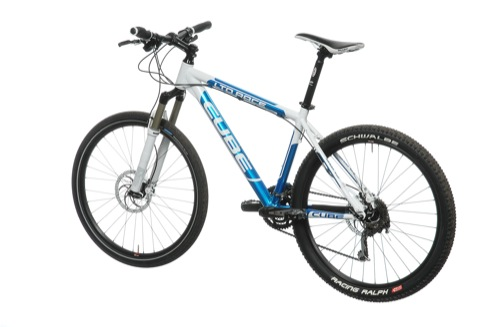 LTD RACE
CUBE
SCHWALBE
CUBE
RACING RALPH